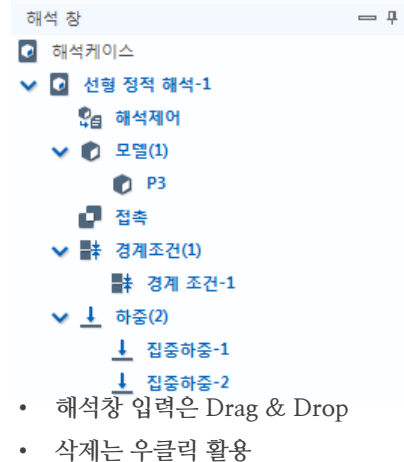 해석 창
해석케이스
선형 정적 해석-1
해석제어
모델(1)
P3
접촉
경계조건(1)
경계 조건-1
하중(2)
집중하중-1
집중하중-2
• 해석창 입력은 Drag & Drop
• 삭제는 우클릭 활용